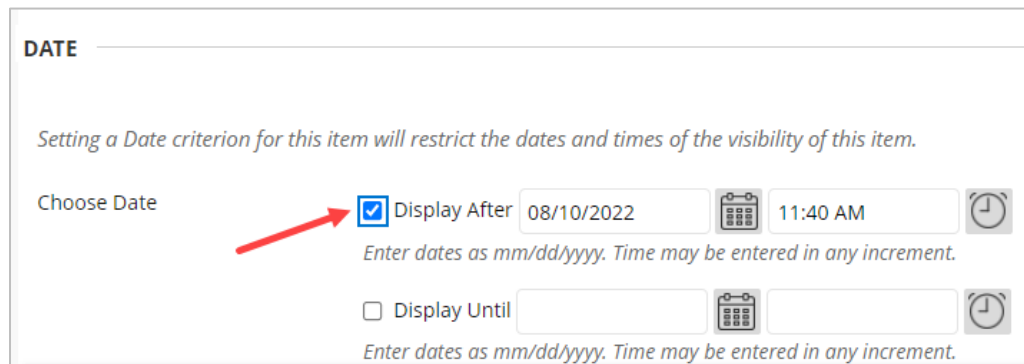 DATE
Setting a Date criterion for this item will restrict the dates and times of the visibility of this item.
Choose Date Display After 08/10/2022 11:40 AM
Enter dates as mm/dd/yyyy. Time may be entered in any increment.
Display Until
Enter dates as mm/dd/yyyy. Time may be entered in any increment.